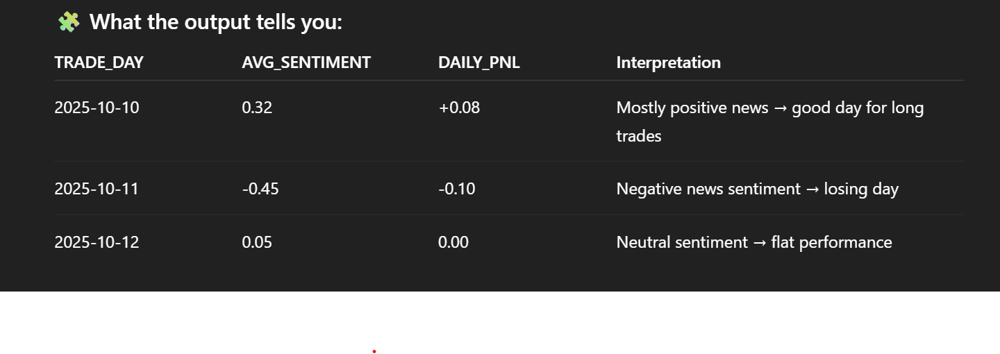 🧩 What the output tells you:
TRADE_DAY AVG_SENTIMENT DAILY_PNL Interpretation
2025-10-10 0.32 +0.08 Mostly positive news → good day for long
trades
2025-10-11 -0.45 -0.10 Negative news sentiment → losing day
2025-10-12 0.05 0.00 Neutral sentiment → flat performance